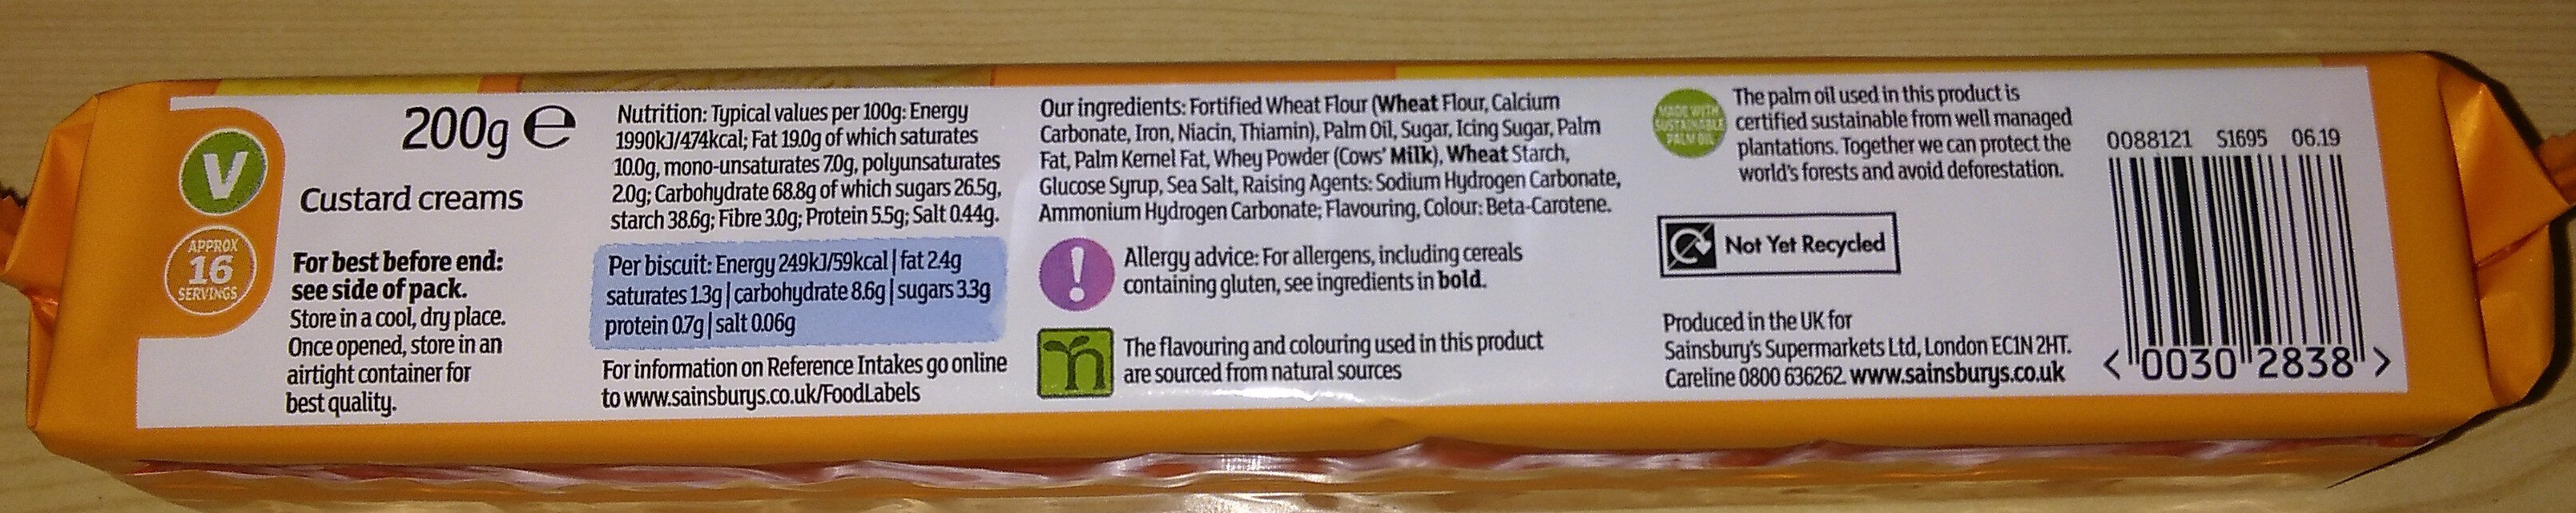 V
APPROX
16
SERVINGS
200g ℮
Custard creams
For best before end:
see side of pack.
Store in a cool, dry place.
Once opened, store in an
airtight container for
best quality.
Nutrition: Typical values per 100g: Energy
1990kJ/474kcal; Fat 19.0g of which saturates
10.0g, mono-unsaturates 7.0g, polyunsaturates
2.0g; Carbohydrate 68.8g of which sugars 26.5g,
starch 38.6g; Fibre 3.0g; Protein 5.5g; Salt 0.44g.
Per biscuit: Energy 249kJ/59kcal | fat 2.4g
saturates 1.3g | carbohydrate 8.6g | sugars 3.3g
protein 0.7g | salt 0.06g
For information on Reference Intakes go online
to www.sainsburys.co.uk/FoodLabels
Our ingredients: Fortified Wheat Flour (Wheat Flour, Calcium
Carbonate, Iron, Niacin, Thiamin), Palm Oil, Sugar, Icing Sugar, Palm
Fat, Palm Kernel Fat, Whey Powder (Cows' Milk), Wheat Starch,
Glucose Syrup, Sea Salt, Raising Agents: Sodium Hydrogen Carbonate,
Ammonium Hydrogen Carbonate; Flavouring, Colour: Beta-Carotene.
!
Allergy advice: For allergens, including cereals
containing gluten, see ingredients in bold.
n
The flavouring and colouring used in this product
are sourced from natural sources
MADE WITH
SUSTAINABLE
PALM OIL
The palm oil used in this product is
certified sustainable from well managed
plantations. Together we can protect the
world's forests and avoid deforestation.
Not Yet Recycled
Produced in the UK for
Sainsbury's Supermarkets Ltd, London EC1N 2HT.
Careline 0800 636262. www.sainsburys.co.uk
0088121 S1695 06.19
< 0030 2838 >